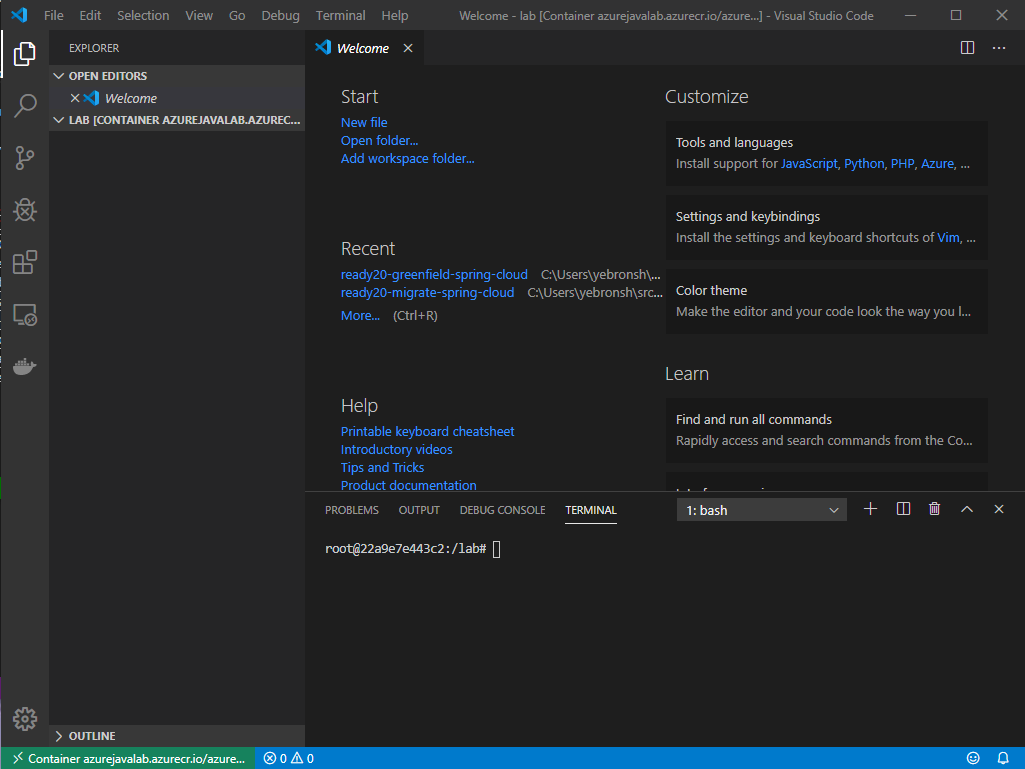 File Edit Selection View Go Debug Terminal Help Welcome - lab [Container azurejavalab.azurecr.io/azure...] - Visual Studio Code
EXPLORER
OPEN EDITORS
Welcome
LAB [CONTAINER AZUREJAVALAB.AZUREC...
OUTLINE
Welcome
Start
New file
Open folder...
Add workspace folder...
Recent
ready20-greenfield-spring-cloud C:\Users\yebronsh\...
ready20-migrate-spring-cloud C:\Users\yebronsh\src...
More... (Ctrl+R)
Help
Printable keyboard cheatsheet
Introductory videos
Tips and Tricks
Product documentation
Customize
Tools and languages
Install support for JavaScript, Python, PHP, Azure, ...
Settings and keybindings
Install the settings and keyboard shortcuts of Vim, ...
Color theme
Make the editor and your code look the way you l...
Learn
Find and run all commands
Rapidly access and search commands from the Co...
PROBLEMS OUTPUT DEBUG CONSOLE TERMINAL 1: bash
root@22a9e7e443c2:/lab#
Container azurejavalab.azurecr.io/azure... 0 0